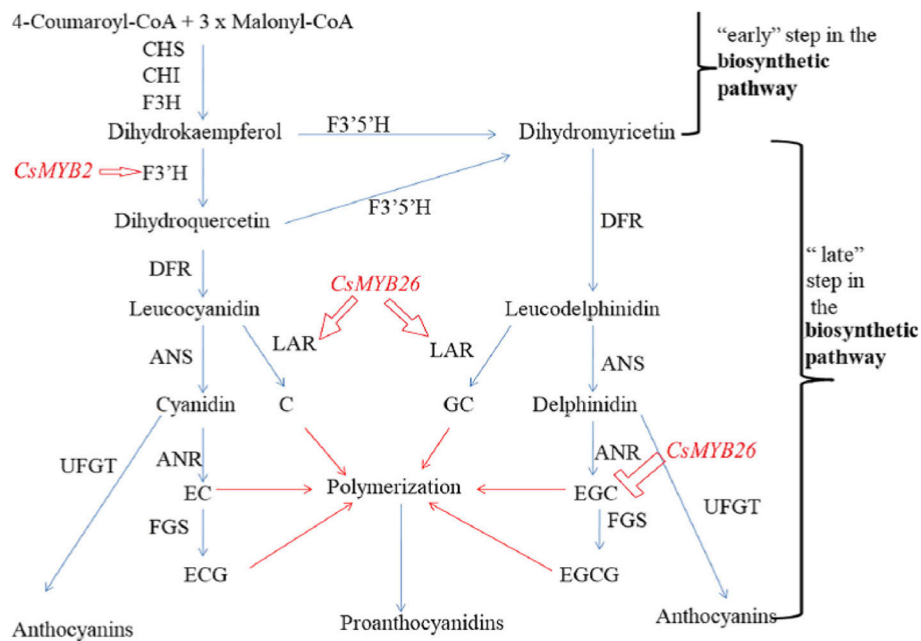 4-Coumaroyl-CoA + 3 x Malonyl-CoA
CHS
CHI
F3H
“early” step in the
biosynthetic
pathway
Dihydrokaempferol
F3'5'H
Dihydromyricetin
CsMYB2
F3'H
Dihydroquercetin
F3'5'H
DFR
DFR
CsMYB26
“ late”
step in
the
biosynthetic
pathway
Leucocyanidin
Leucodelphinidin
LAR
LAR
ANS
ANS
Cyanidin
C
GC
Delphinidin
UFGT
ANR
ANR
CsMYB26
EC
Polymerization
EGC
UFGT
FGS
FGS
ECG
EGCG
Anthocyanins
Proanthocyanidins
Anthocyanins